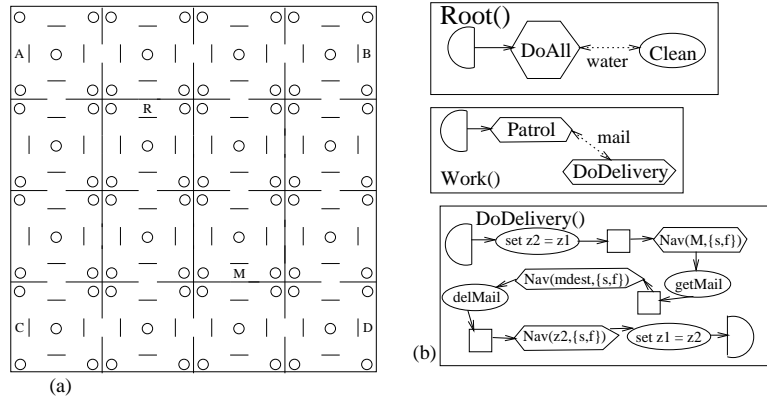 A
B
R
M
C
D
(a)
Root()
DoAll
water
Clean
Patrol
mail
DoDelivery
Work()
DoDelivery()
set z2 = z1
Nav(M,{s,f})
Nav(mdest,{s,f})
getMail
delMail
Nav(z2,{s,f})
set z1 = z2
(b)